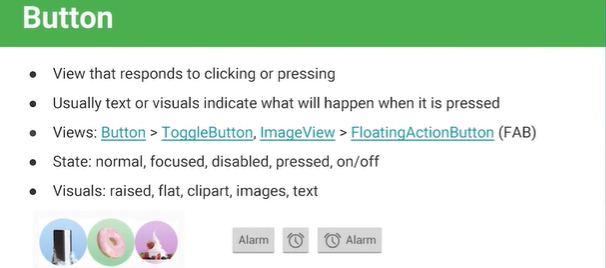 Button
● View that responds to clicking or pressing
● Usually text or visuals indicate what will happen when it is pressed
● Views: Button > ToggleButton, ImageView > FloatingActionButton (FAB)
● State: normal, focused, disabled, pressed, on/off
● Visuals: raised, flat, clipart, images, text
Alarm Alarm